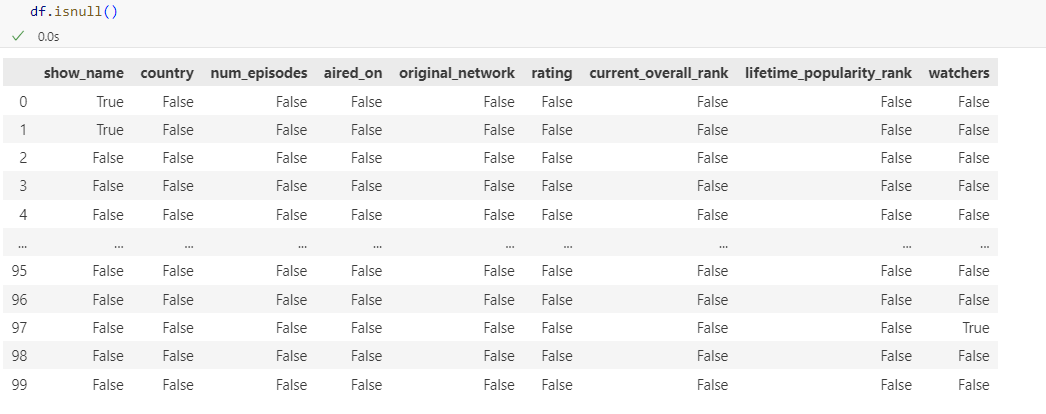 df.isnull()
✓ 0.0s
show_name country num_episodes aired_on original_network rating current_overall_rank lifetime_popularity_rank watchers
0 True False False False False False False False False
1 True False False False False False False False False
2 False False False False False False False False False
3 False False False False False False False False False
4 False False False False False False False False False
... ... ... ... ... ... ... ... ... ...
95 False False False False False False False False False
96 False False False False False False False False False
97 False False False False False False False False True
98 False False False False False False False False False
99 False False False False False False False False False